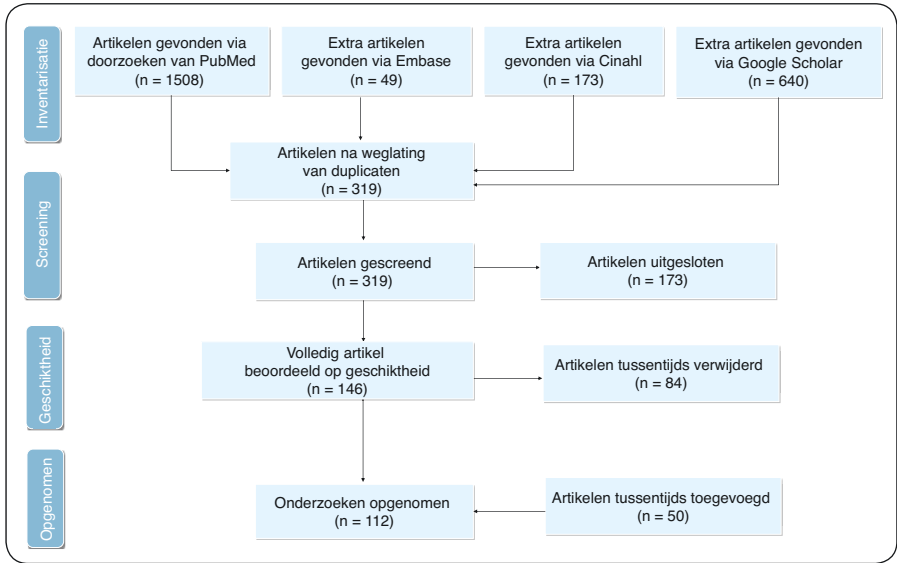 Inventarisatie
Artikelen gevonden via
doorzoeken van PubMed
(n = 1508)
Extra artikelen
gevonden via Embase
(n = 49)
Extra artikelen
gevonden via Cinahl
(n = 173)
Extra artikelen gevonden
via Google Scholar
(n = 640)
Artikelen na weglating
van duplicaten
(n = 319)
Screening
Artikelen gescreend
(n = 319)
Artikelen uitgesloten
(n = 173)
Geschiktheid
Volledig artikel
beoordeeld op geschiktheid
(n = 146)
Artikelen tussentijds verwijderd
(n = 84)
Opgenomen
Onderzoeken opgenomen
(n = 112)
Artikelen tussentijds toegevoegd
(n = 50)